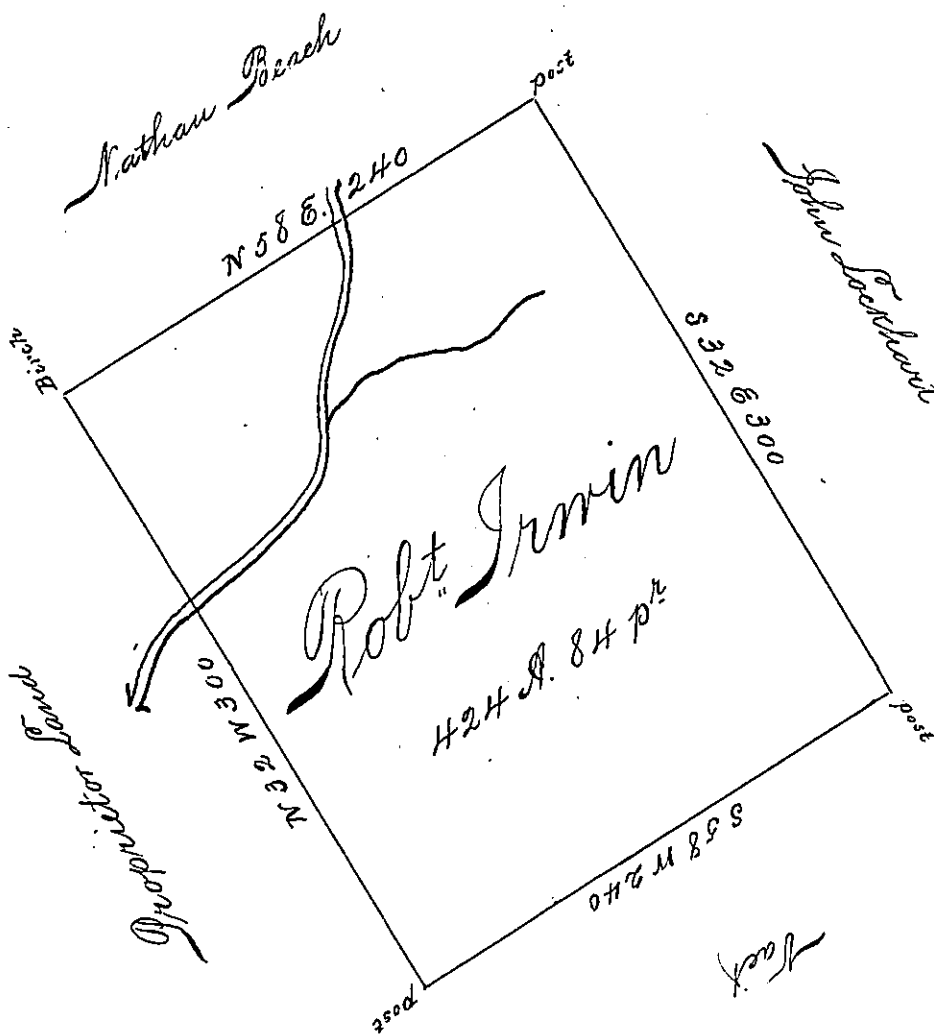 Nathan Beach
post
N 58 E. 240
John Lockhart
Birch
S 32 E 300
Robt Irwin
424 A. 84 pr
N 32 W 300
Proprietor Land
post
S 58 W 240
post